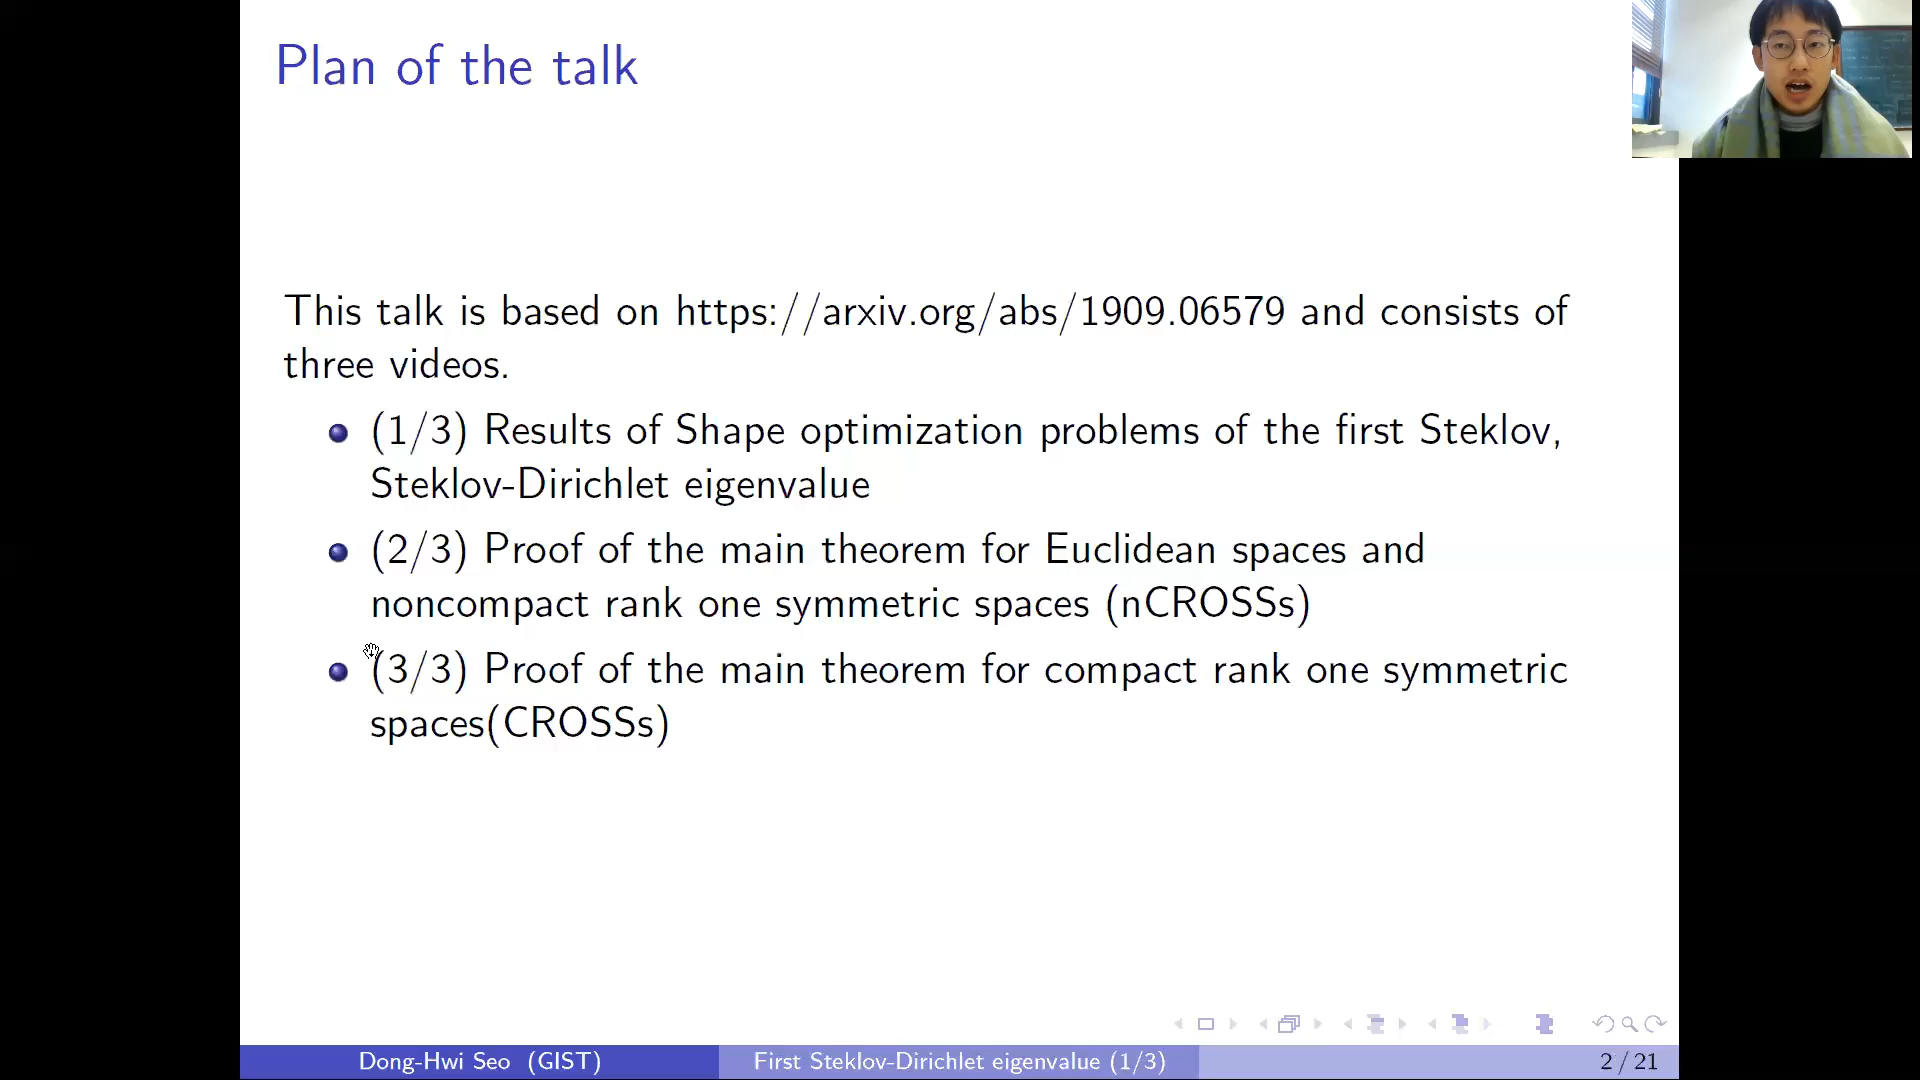 Plan of the talk
This talk is based on https://arxiv.org/abs/1909.06579 and consists of
three videos.
(1/3) Results of Shape optimization problems of the first Steklov,
Steklov-Dirichlet eigenvalue
(2/3) Proof of the main theorem for Euclidean spaces and
noncompact rank one symmetric spaces (nCROSSs)
(3/3) Proof of the main theorem for compact rank one symmetric
spaces(CROSSs)
Dong-Hwi Seo (GIST)
First Steklov-Dirichlet eigenvalue (1/3)
2 / 21